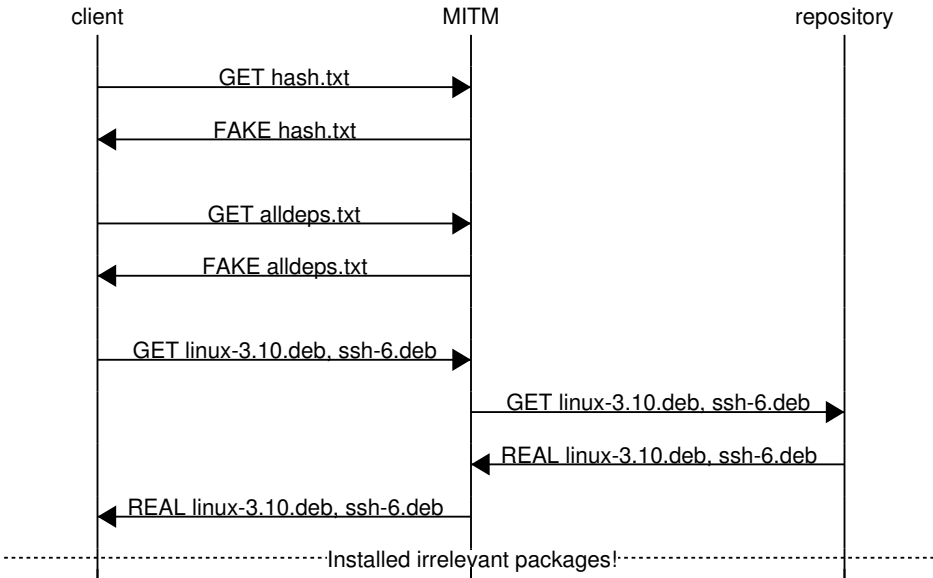 client MITM repository
GET hash.txt
FAKE hash.txt
GET alldeps.txt
FAKE alldeps.txt
GET linux-3.10.deb, ssh-6.deb
GET linux-3.10.deb, ssh-6.deb
REAL linux-3.10.deb, ssh-6.deb
REAL linux-3.10.deb, ssh-6.deb
Installed irrelevant packages!